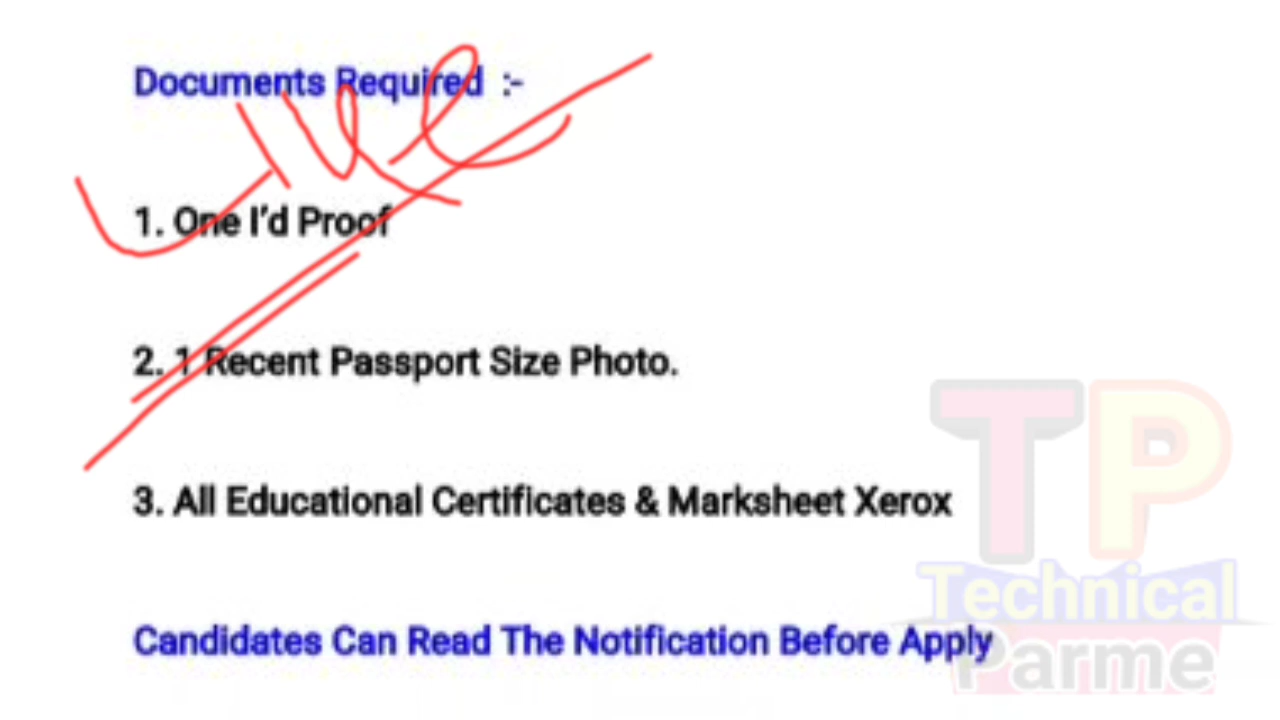 Documents Required :-
1. One I'd Proof
2. 1 Recent Passport Size Photo.
3. All Educational Certificates & Marksheet Xerox
Candidates Can Read The Notification Before Apply
TP
Technical
Parme